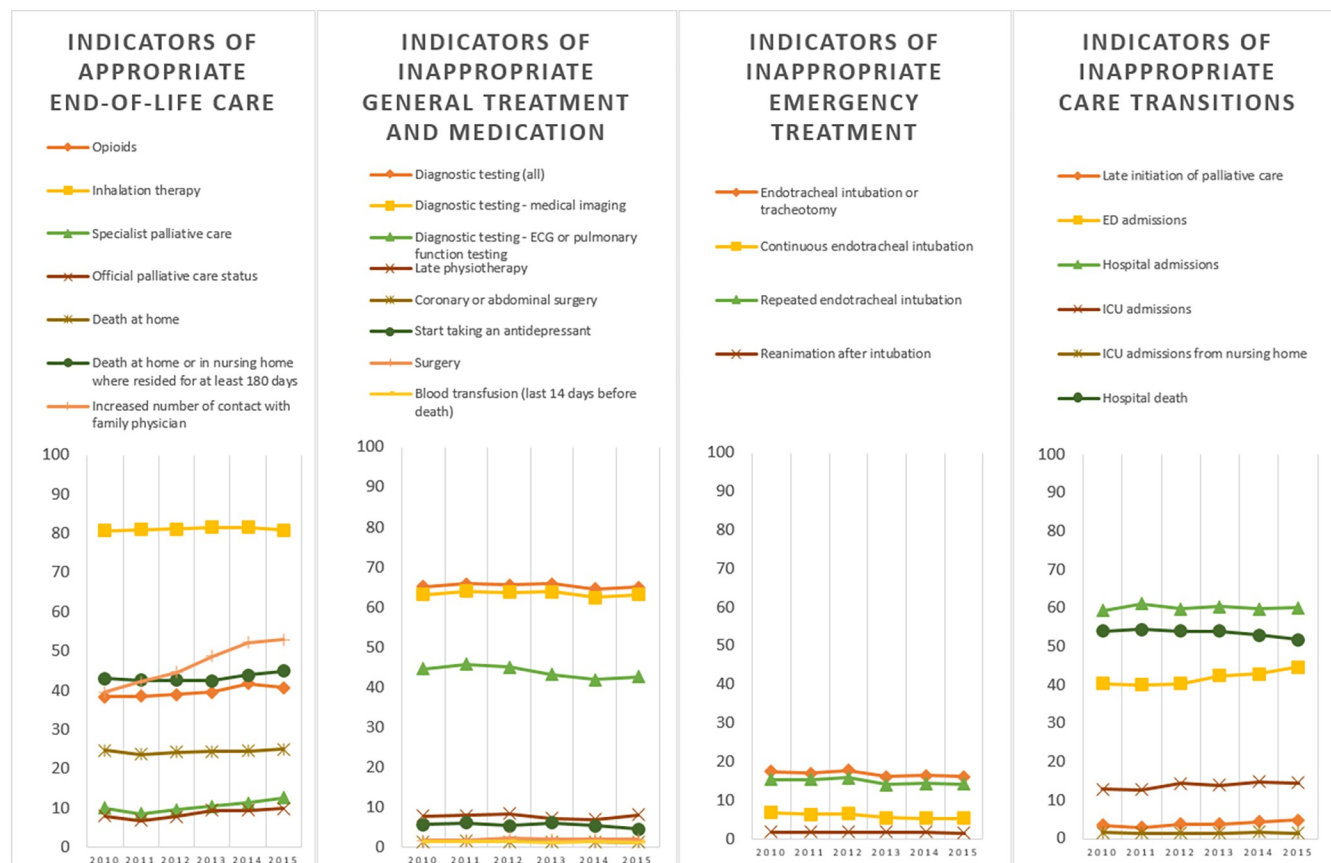 INDICATORS OF
APPROPRIATE
END-OF-LIFE CARE
Opioids
Inhalation therapy
Specialist palliative care
Official palliative care status
Death at home
Death at home or in nursing home
where resided for at least 180 days
Increased number of contact with
family physician
100
90
80
70
60
50
40
30
20
10
0
2010 2011 2012 2013 2014 2015
INDICATORS OF
INAPPROPRIATE
GENERAL TREATMENT
AND MEDICATION
Diagnostic testing (all)
Diagnostic testing - medical imaging
Diagnostic testing - ECG or pulmonary
function testing
Late physiotherapy
Coronary or abdominal surgery
Start taking an antidepressant
Surgery
Blood transfusion (last 14 days before
death)
100
90
80
70
60
50
40
30
20
10
0
2010 2011 2012 2013 2014 2015
INDICATORS OF
INAPPROPRIATE
EMERGENCY
TREATMENT
Endotracheal intubation or
tracheotomy
Continuous endotracheal intubation
Repeated endotracheal intubation
Reanimation after intubation
100
90
80
70
60
50
40
30
20
10
0
2010 2011 2012 2013 2014 2015
INDICATORS OF
INAPPROPRIATE
CARE TRANSITIONS
Late initiation of palliative care
ED admissions
Hospital admissions
ICU admissions
ICU admissions from nursing home
Hospital death
100
90
80
70
60
50
40
30
20
10
0
2010 2011 2012 2013 2014 2015